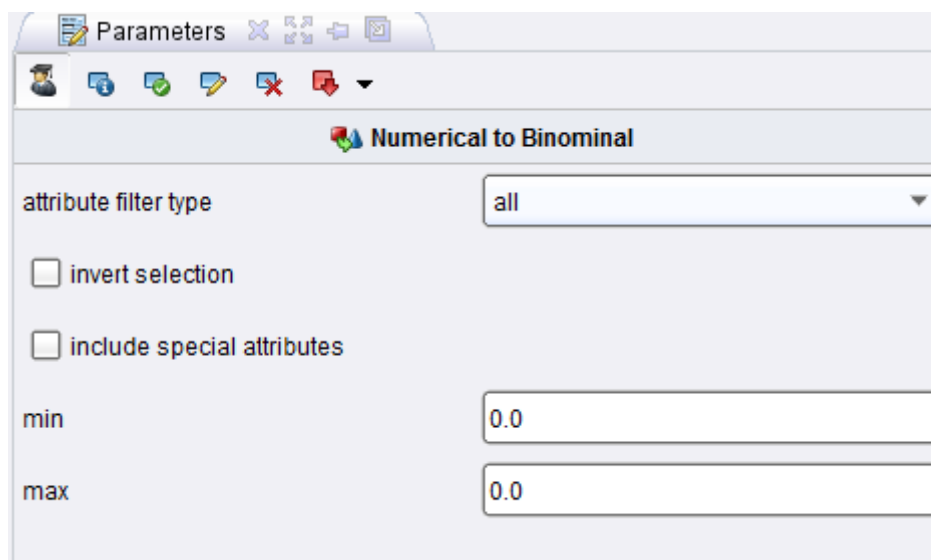 Parameters
Numerical to Binominal
attribute filter type
all
invert selection
include special attributes
min
0.0
max
0.0